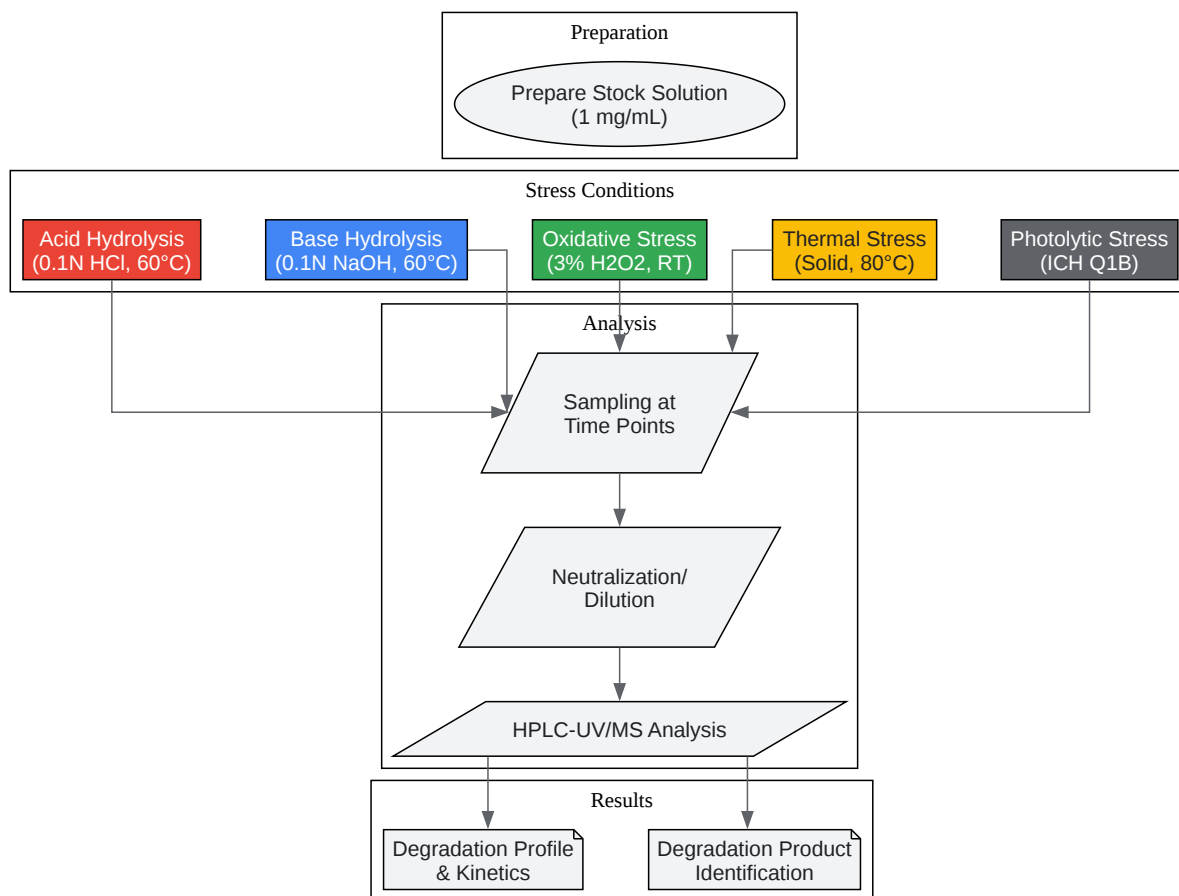 Preparation
Prepare Stock Solution
(1 mg/mL)
Stress Conditions
Acid Hydrolysis
(0.1N HCl, 60°C)
Base Hydrolysis
(0.1N NaOH, 60°C)
Oxidative Stress
(3% H2O2, RT)
Thermal Stress
(Solid, 80°C)
Photolytic Stress
(ICH Q1B)
Analysis
Sampling at
Time Points
Neutralization/
Dilution
HPLC-UV/MS Analysis
Results
Degradation Profile
& Kinetics
Degradation Product
Identification